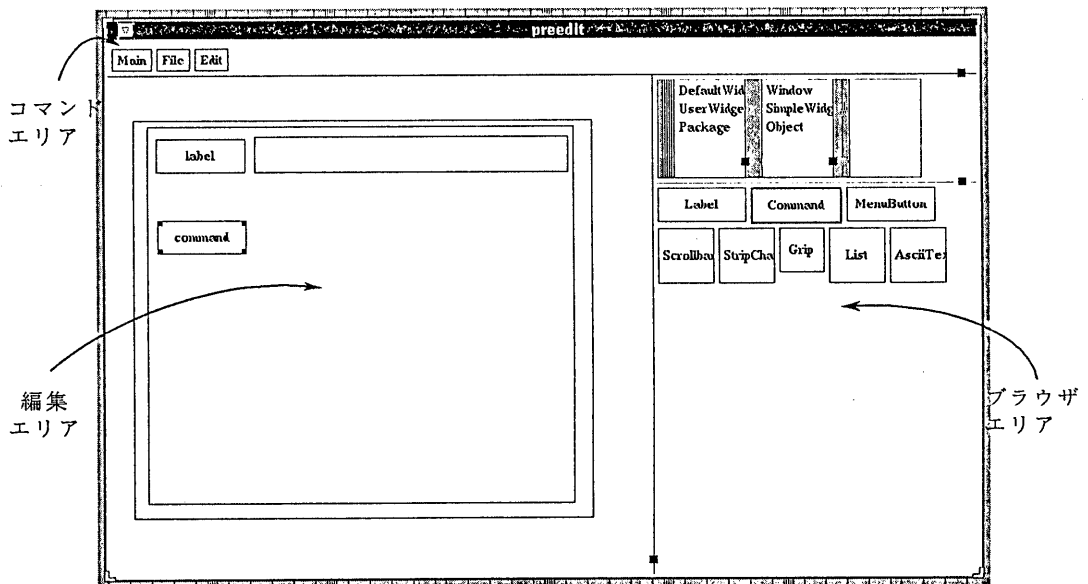 preedit
Main File Edit
コマンド
エリア
DefaultWid
UserWidge
Package
Window
SimpleWidg
Object
label
command
Label Command MenuButton
Scrollbar StripCha Grip List AsciiTex
編集
エリア
ブラウザ
エリア